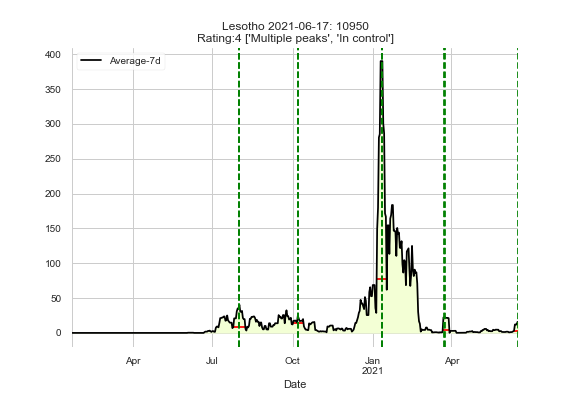 Lesotho 2021-06-17: 10950
Rating:4 ['Multiple peaks', 'In control']
400
350
300
250
200
150
100
50
0
Average-7d
Apr
Jul
Oct
Jan
2021
Apr
Date